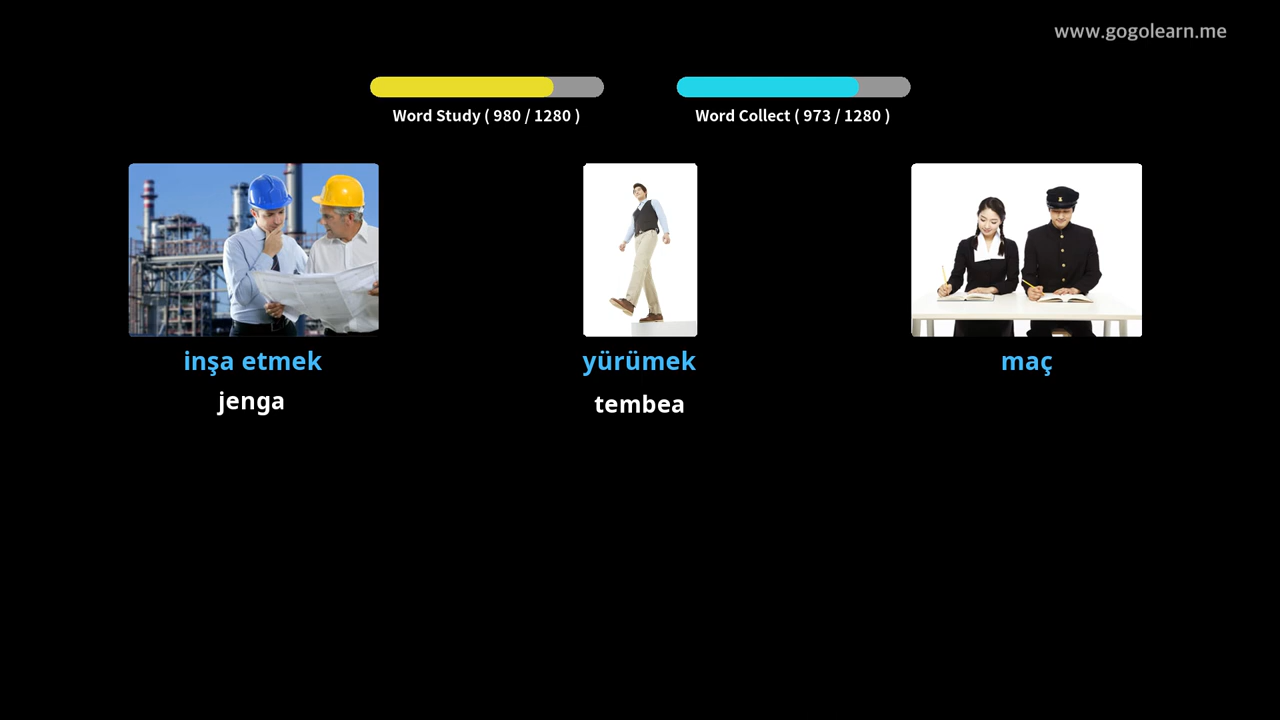 www.gogolearn.me
Word Study ( 980 / 1280 )
Word Collect ( 973 / 1280 )
inşa etmek
jenga
yürümek
tembea
maç